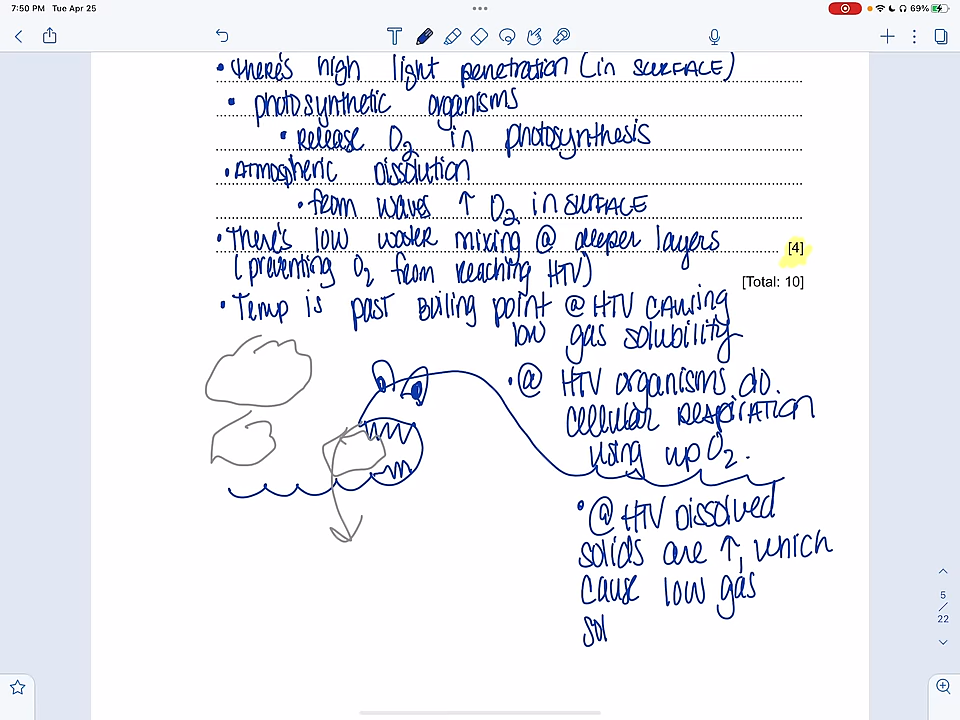 7:50 PM Tue Apr 25
69%
• There's high light penetration (in SURFACE)
• photosynthetic organisms
• Release O₂ in photosynthesis
• Atmospheric dissolution
• from waves ↑ O₂ in SURFACE
• There's low water mixing @ deeper layers
[4]
(preventing O₂ from reaching HTV)
[Total: 10]
• Temp is past boiling point @ HTV causing
low gas solubility
• @ HTV organisms do.
cellular respiration
using up O₂.
• @ HTV dissolved
solids are ↑, which
cause low gas
sol
5
/
22